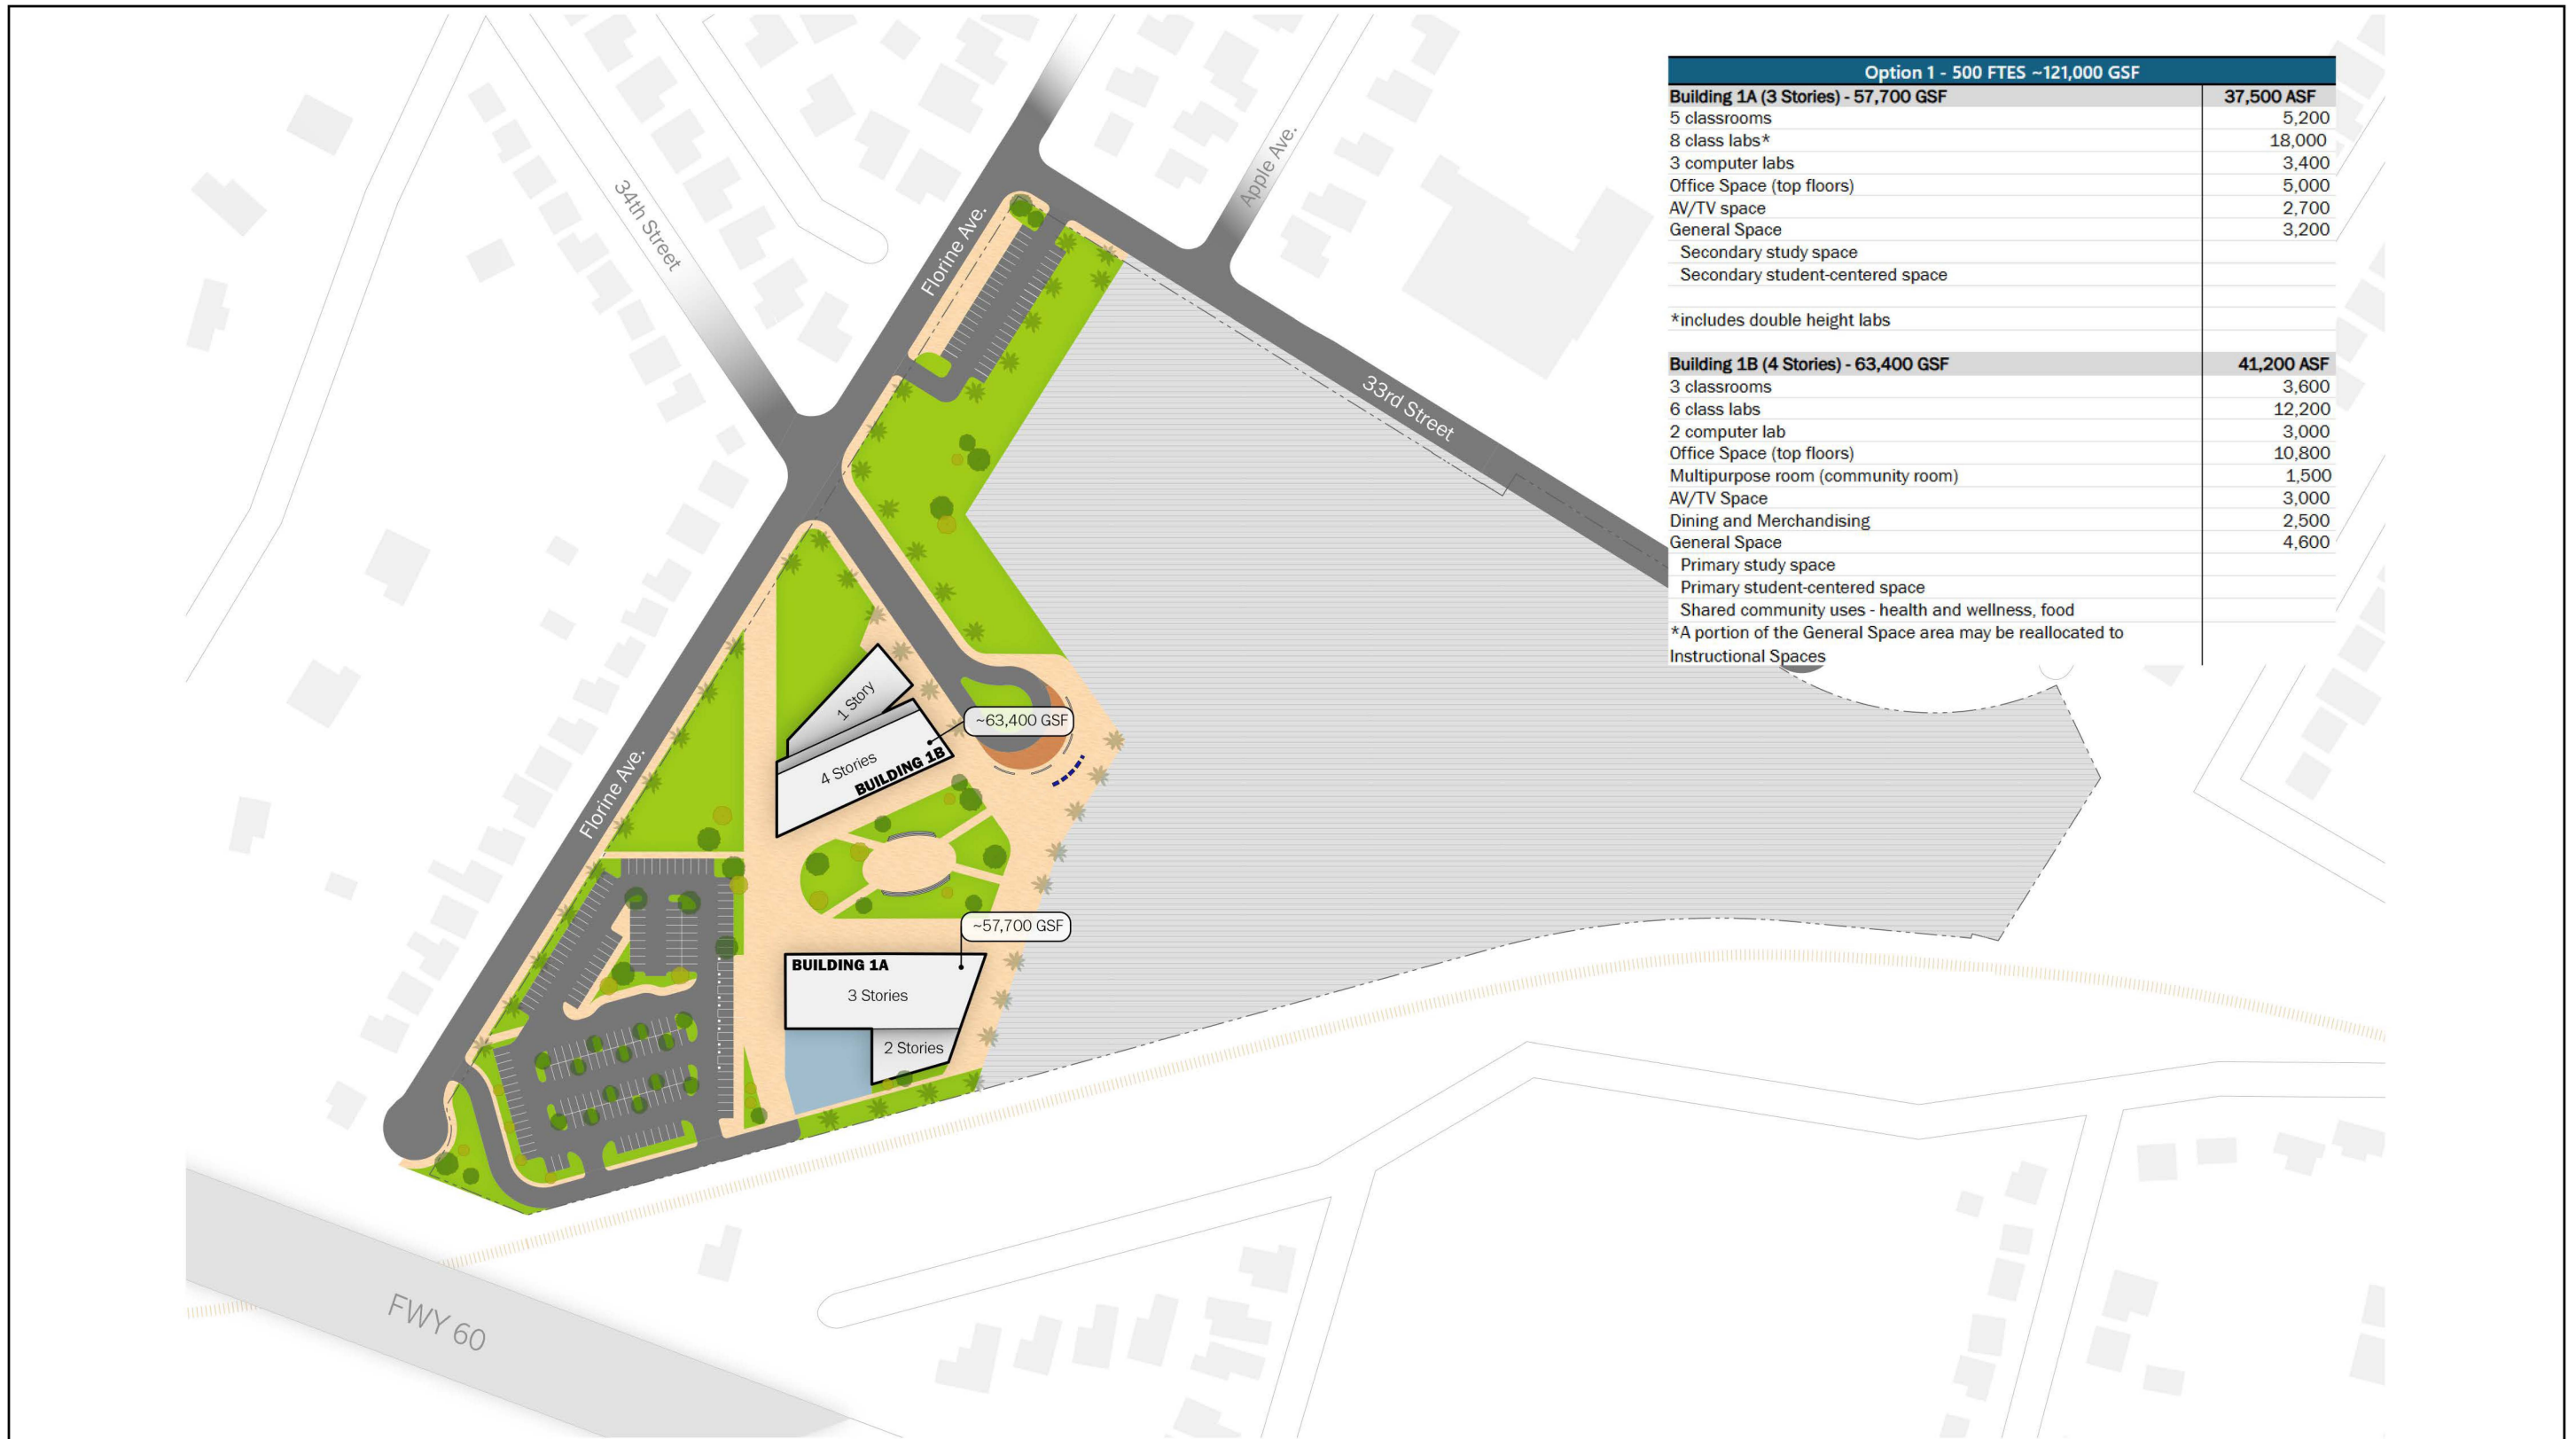 Option 1 - 500 FTES ~121,000 GSF
Building 1A (3 Stories) - 57,700 GSF 37,500 ASF
5 classrooms 5,200
8 class labs* 18,000
3 computer labs 3,400
Office Space (top floors) 5,000
AV/TV space 2,700
General Space 3,200
Secondary study space
Secondary student-centered space
*includes double height labs
Building 1B (4 Stories) - 63,400 GSF 41,200 ASF
3 classrooms 3,600
6 class labs 12,200
2 computer lab 3,000
Office Space (top floors) 10,800
Multipurpose room (community room) 1,500
AV/TV Space 3,000
Dining and Merchandising 2,500
General Space 4,600
Primary study space
Primary student-centered space
Shared community uses - health and wellness, food
*A portion of the General Space area may be reallocated to
Instructional Spaces
34th Street
Florine Ave.
Apple Ave.
33rd Street
1 Story
~63,400 GSF
4 Stories
BUILDING 1B
Florine Ave.
~57,700 GSF
BUILDING 1A
3 Stories
2 Stories
FWY 60